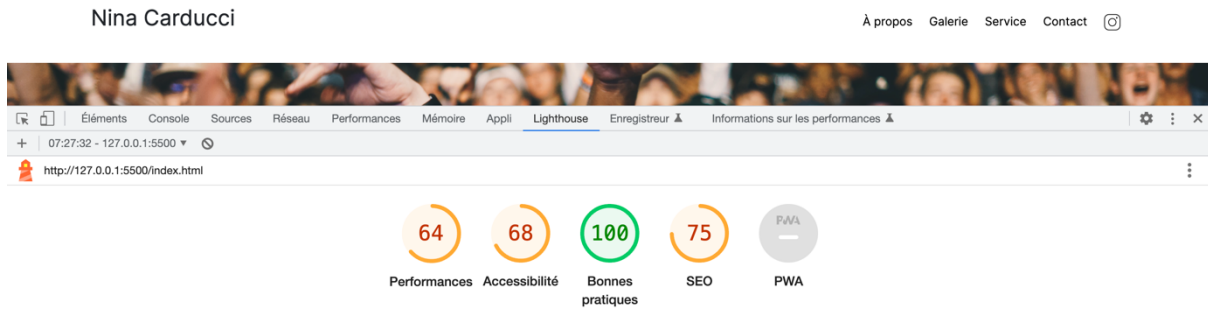 Nina Carducci
À propos Galerie Service Contact
Éléments Console Sources Réseau Performances Mémoire Appli Lighthouse Enregistreur Informations sur les performances
07:27:32 - 127.0.0.1:5500
http://127.0.0.1:5500/index.html
64 68 100 75 PWA
Performances Accessibilité Bonnes pratiques SEO PWA